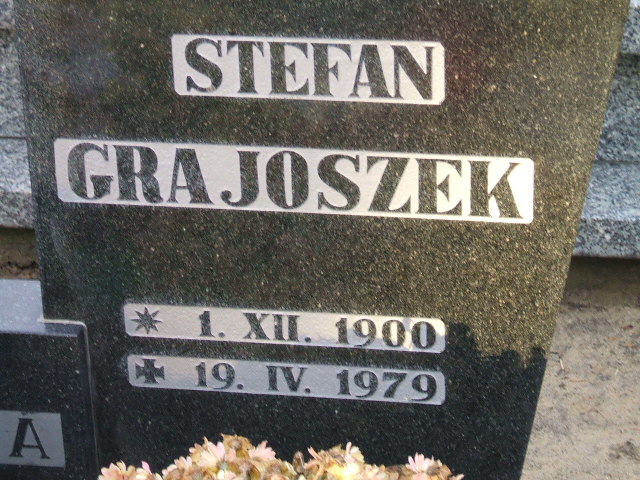 STEFAN
GRAJOSZEK
* 1. XII. 1900
✠ 19. IV. 1979
A